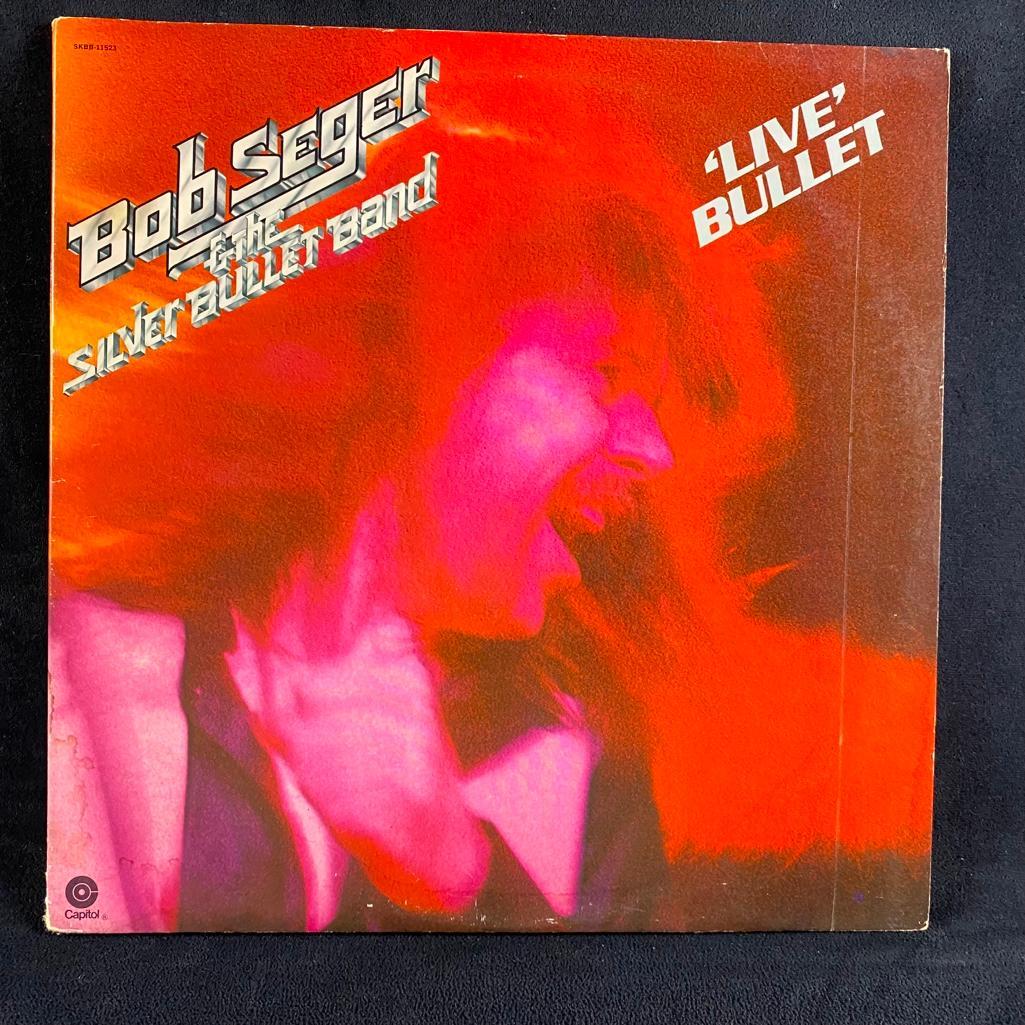 SKBB-11523
Bob Seger
& The
Silver Bullet Band
‘LIVE’
BULLET
Capitol ®